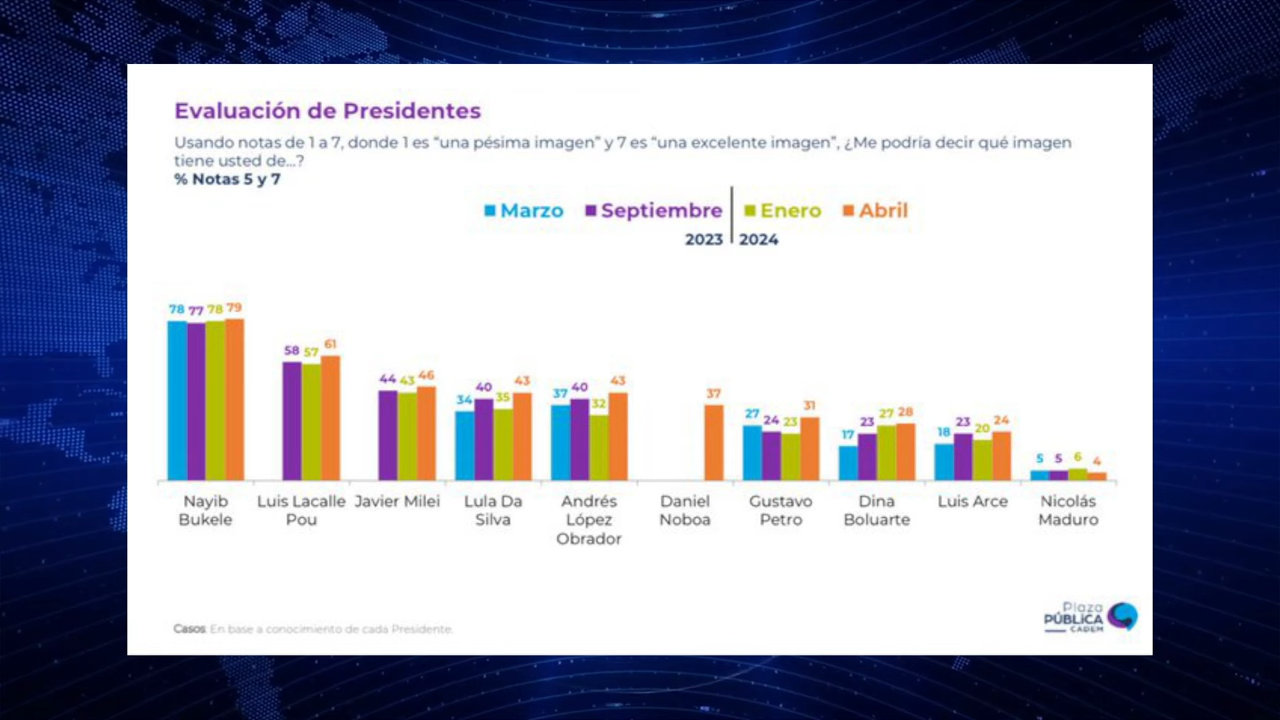 Evaluación de Presidentes
Usando notas de 1 a 7, donde 1 es “una pésima imagen” y 7 es “una excelente imagen”, ¿Me podría decir qué imagen
tiene usted de...?
% Notas 5 y 7
Marzo Septiembre Enero Abril
2023 2024
78 77 78 79
58 57 61
44 43 46
34 40 35 43
37 40 32 43
37
27 24 23 31
17 23 27 28
18 23 20 24
5 5 6 4
Nayib
Bukele
Luis Lacalle
Pou
Javier Milei
Lula Da
Silva
Andrés
López
Obrador
Daniel
Noboa
Gustavo
Petro
Dina
Boluarte
Luis Arce
Nicolás
Maduro
Casos: En base a conocimiento de cada Presidente.
Plaza
PÚBLICA
CADEM